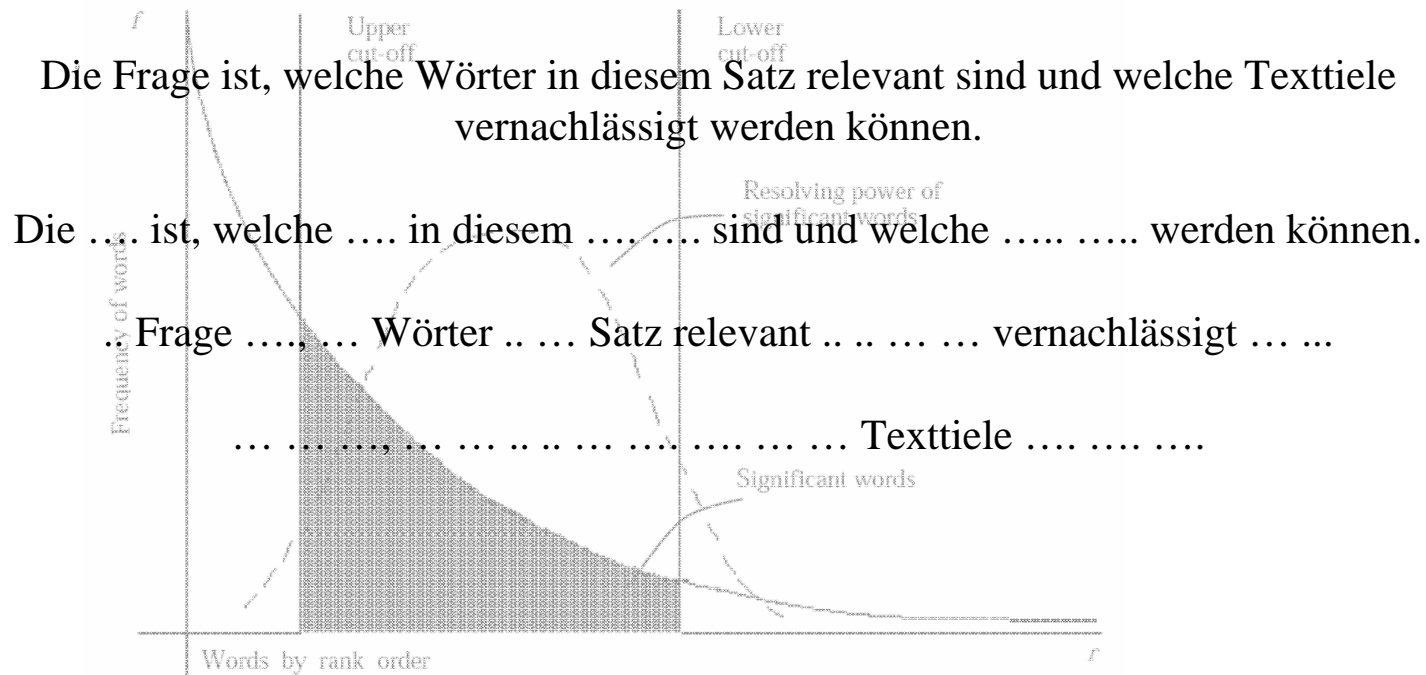 f
Upper
cut-off
Lower
cut-off
Die Frage ist, welche Wörter in diesem Satz relevant sind und welche Texttiele
vernachlässigt werden können.
Resolving power of
significant words
Die …. ist, welche …. in diesem …. …. sind und welche ….. ….. werden können.
Frequency of words
.. Frage …., … Wörter .. … Satz relevant .. .. … … vernachlässigt … ...
… … …, … … .. .. … …. …. … … Texttiele …. …. ….
Significant words
Words by rank order
r